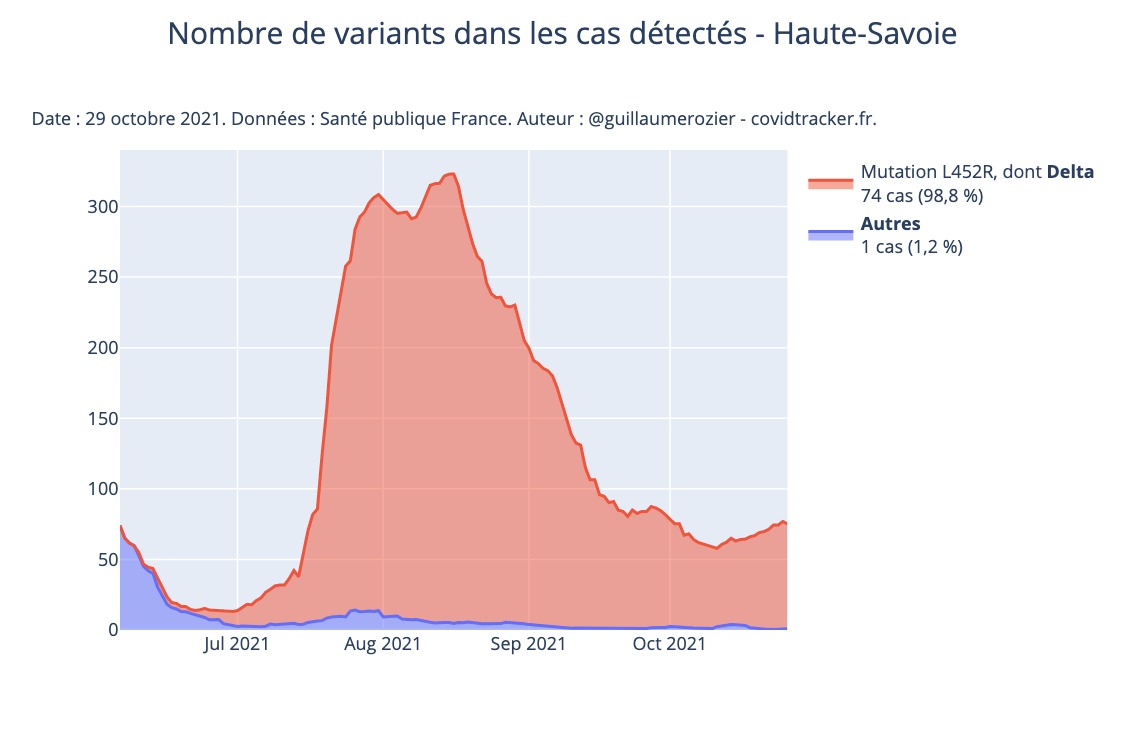 Nombre de variants dans les cas détectés - Haute-Savoie
Date : 29 octobre 2021. Données : Santé publique France. Auteur : @guillaumerozier - covidtracker.fr.
Mutation L452R, dont Delta
74 cas (98,8 %)
Autres
1 cas (1,2 %)
300
250
200
150
100
50
0
Jul 2021 Aug 2021 Sep 2021 Oct 2021